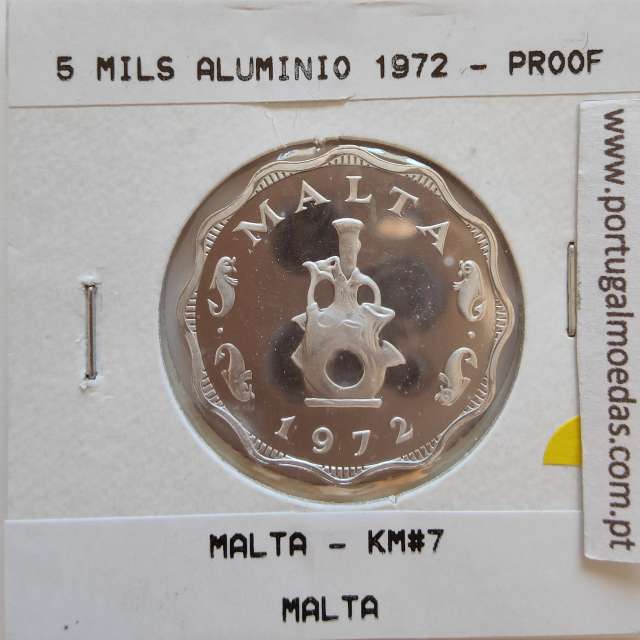 5 MILS ALUMINIO 1972 - PROOF
www.portugalmoedas.com.pt
MALTA
1972
MALTA - KM#7
MALTA